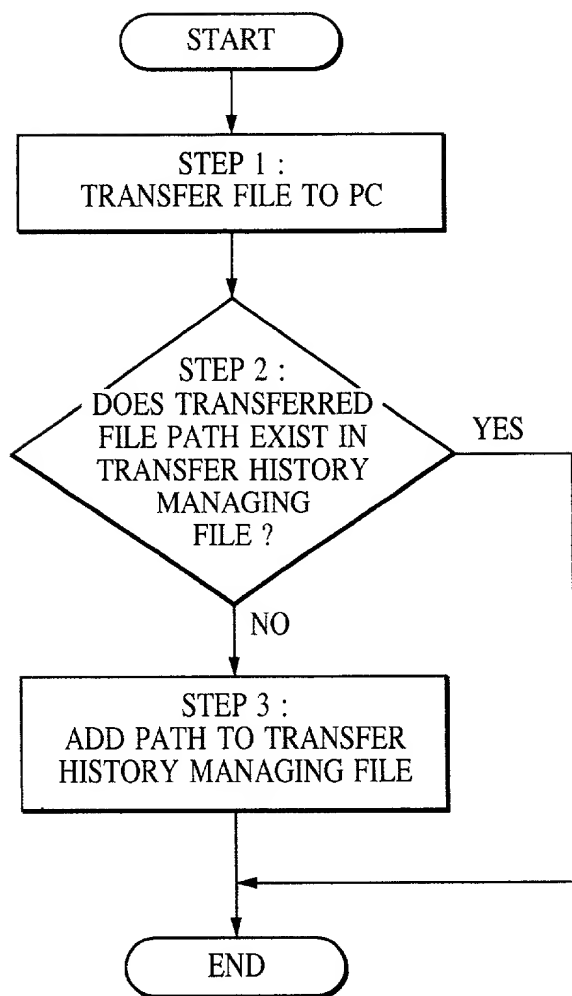 START
STEP 1 :
TRANSFER FILE TO PC
STEP 2 :
DOES TRANSFERRED
FILE PATH EXIST IN
TRANSFER HISTORY
MANAGING
FILE ?
YES
NO
STEP 3 :
ADD PATH TO TRANSFER
HISTORY MANAGING FILE
END